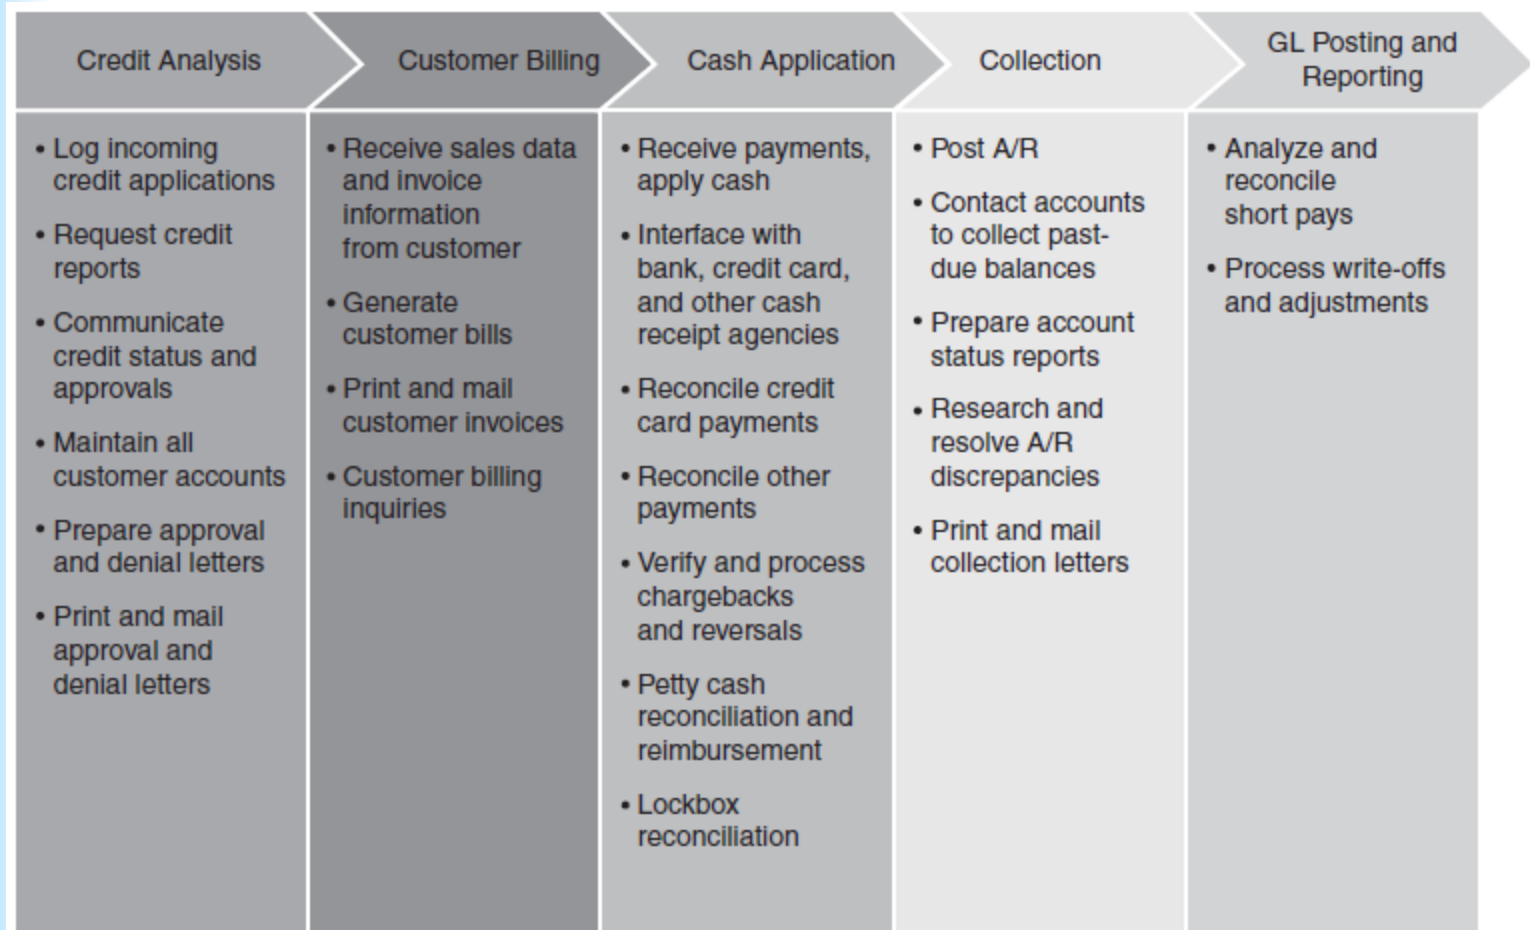 Credit Analysis
Customer Billing
Cash Application
Collection
GL Posting and
Reporting
• Log incoming
credit applications
• Request credit
reports
• Communicate
credit status and
approvals
• Maintain all
customer accounts
• Prepare approval
and denial letters
• Print and mail
approval and
denial letters
• Receive sales data
and invoice
information
from customer
• Generate
customer bills
• Print and mail
customer invoices
• Customer billing
inquiries
• Receive payments,
apply cash
• Interface with
bank, credit card,
and other cash
receipt agencies
• Reconcile credit
card payments
• Reconcile other
payments
• Verify and process
chargebacks
and reversals
• Petty cash
reconciliation and
reimbursement
• Lockbox
reconciliation
• Post A/R
• Contact accounts
to collect past-
due balances
• Prepare account
status reports
• Research and
resolve A/R
discrepancies
• Print and mail
collection letters
• Analyze and
reconcile
short pays
• Process write-offs
and adjustments